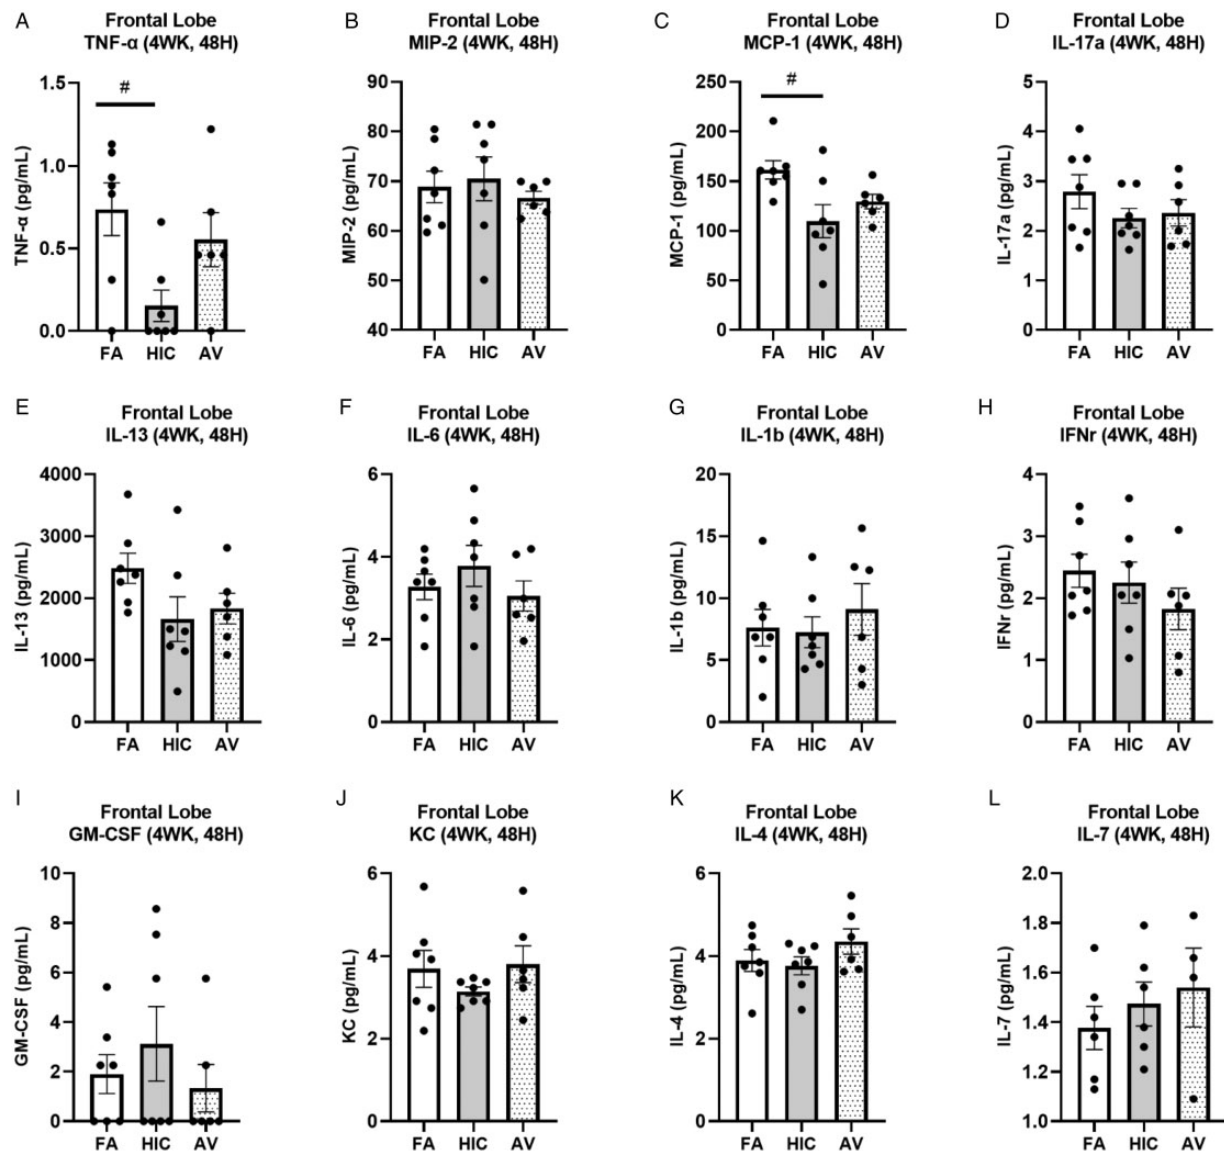 A
Frontal Lobe
TNF-α (4WK, 48H)
#
TNF-α (pg/mL)
1.5
1.0
0.5
0.0
FA HIC AV
B
Frontal Lobe
MIP-2 (4WK, 48H)
MIP-2 (pg/mL)
90
80
70
60
50
40
FA HIC AV
C
Frontal Lobe
MCP-1 (4WK, 48H)
#
MCP-1 (pg/mL)
250
200
150
100
50
0
FA HIC AV
D
Frontal Lobe
IL-17a (4WK, 48H)
IL-17a (pg/mL)
5
4
3
2
1
0
FA HIC AV
E
Frontal Lobe
IL-13 (4WK, 48H)
IL-13 (pg/mL)
4000
3000
2000
1000
0
FA HIC AV
F
Frontal Lobe
IL-6 (4WK, 48H)
IL-6 (pg/mL)
6
4
2
0
FA HIC AV
G
Frontal Lobe
IL-1b (4WK, 48H)
IL-1b (pg/mL)
20
15
10
5
0
FA HIC AV
H
Frontal Lobe
IFNr (4WK, 48H)
IFNr (pg/mL)
4
3
2
1
0
FA HIC AV
I
Frontal Lobe
GM-CSF (4WK, 48H)
GM-CSF (pg/mL)
10
8
6
4
2
0
FA HIC AV
J
Frontal Lobe
KC (4WK, 48H)
KC (pg/mL)
6
4
2
0
FA HIC AV
K
Frontal Lobe
IL-4 (4WK, 48H)
IL-4 (pg/mL)
6
4
2
0
FA HIC AV
L
Frontal Lobe
IL-7 (4WK, 48H)
IL-7 (pg/mL)
2.0
1.8
1.6
1.4
1.2
1.0
FA HIC AV